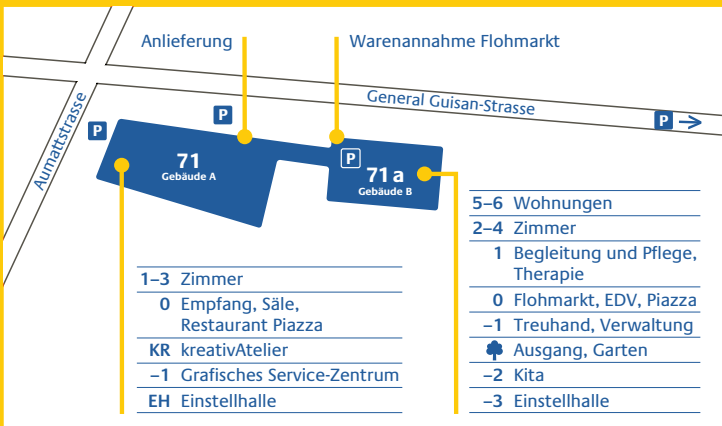 Anlieferung
Warenannahme Flohmarkt
General Guisan-Strasse
Aumattstrasse
P
P
P →
P
71
Gebäude A
71 a
Gebäude B
1–3 Zimmer
0 Empfang, Säle,
Restaurant Piazza
KR kreativAtelier
–1 Grafisches Service-Zentrum
EH Einstellhalle
5–6 Wohnungen
2–4 Zimmer
1 Begleitung und Pflege,
Therapie
0 Flohmarkt, EDV, Piazza
–1 Treuhand, Verwaltung
Ausgang, Garten
–2 Kita
–3 Einstellhalle